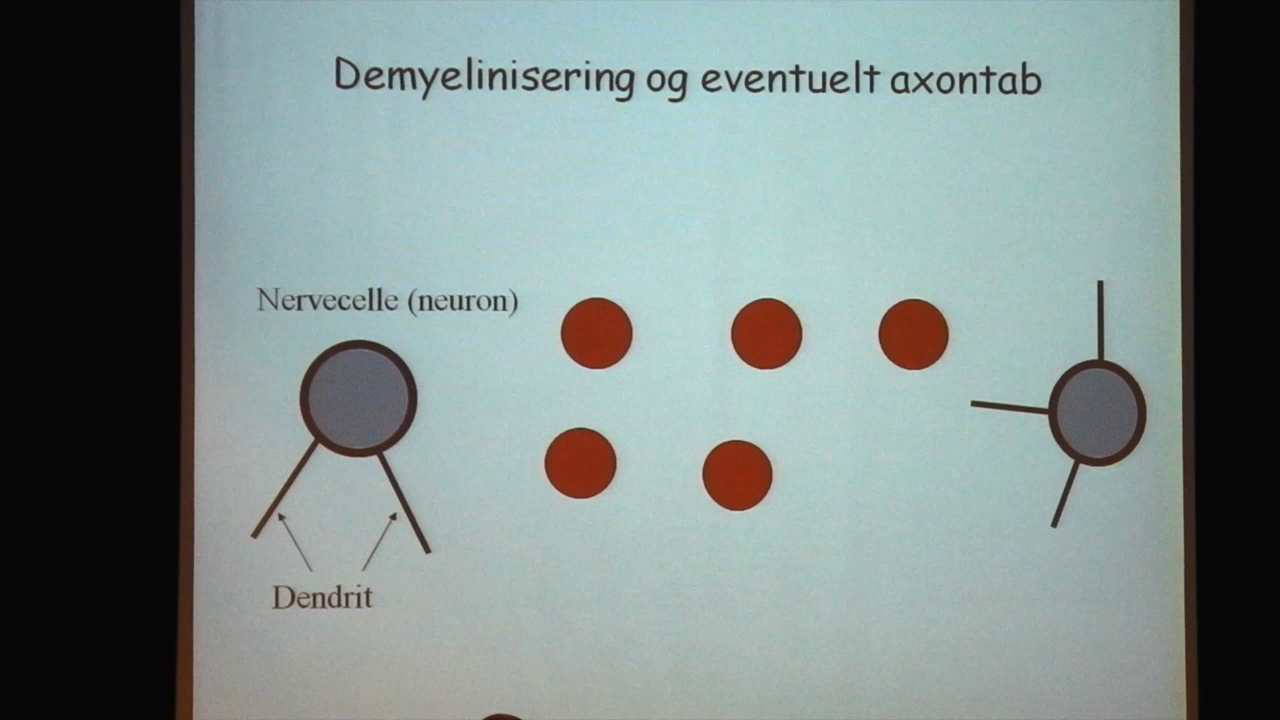 Demyelinisering og eventuelt axontab
Nervecelle (neuron)
Dendrit